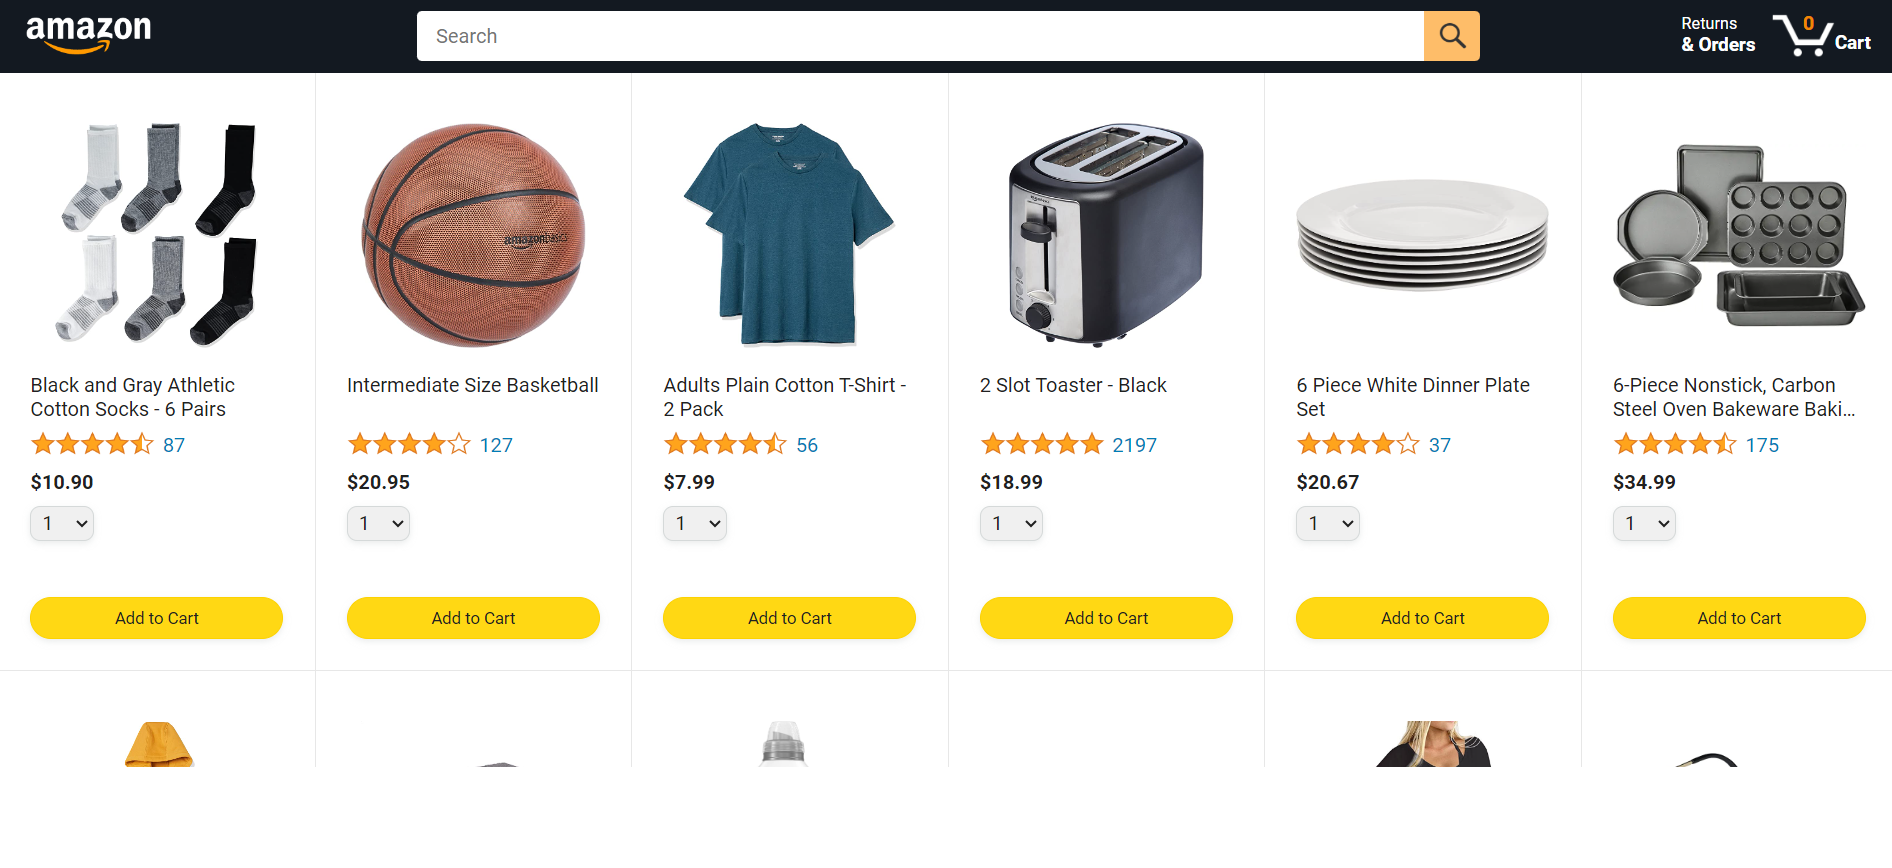 amazon
Search
Returns
& Orders
0
Cart
amazonbasics
Black and Gray Athletic
Cotton Socks - 6 Pairs
87
$10.90
1
Add to Cart
Intermediate Size Basketball
127
$20.95
1
Add to Cart
Adults Plain Cotton T-Shirt -
2 Pack
56
$7.99
1
Add to Cart
2 Slot Toaster - Black
2197
$18.99
1
Add to Cart
6 Piece White Dinner Plate
Set
37
$20.67
1
Add to Cart
6-Piece Nonstick, Carbon
Steel Oven Bakeware Baki...
175
$34.99
1
Add to Cart